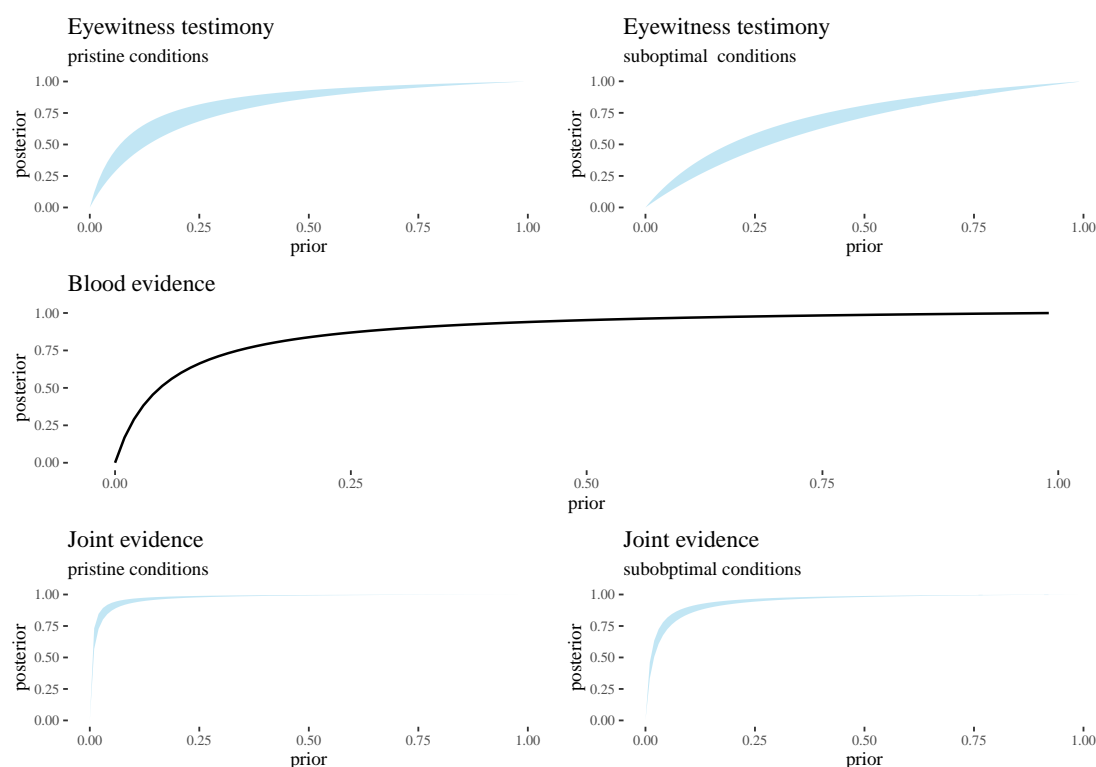 Eyewitness testimony
pristine conditions
1.00
0.75
0.50
0.25
0.00
posterior
0.00 0.25 0.50 0.75 1.00
prior
Eyewitness testimony
suboptimal  conditions
1.00
0.75
0.50
0.25
0.00
posterior
0.00 0.25 0.50 0.75 1.00
prior
Blood evidence
1.00
0.75
0.50
0.25
0.00
posterior
0.00 0.25 0.50 0.75 1.00
prior
Joint evidence
pristine conditions
1.00
0.75
0.50
0.25
0.00
posterior
0.00 0.25 0.50 0.75 1.00
prior
Joint evidence
subobptimal conditions
1.00
0.75
0.50
0.25
0.00
posterior
0.00 0.25 0.50 0.75 1.00
prior